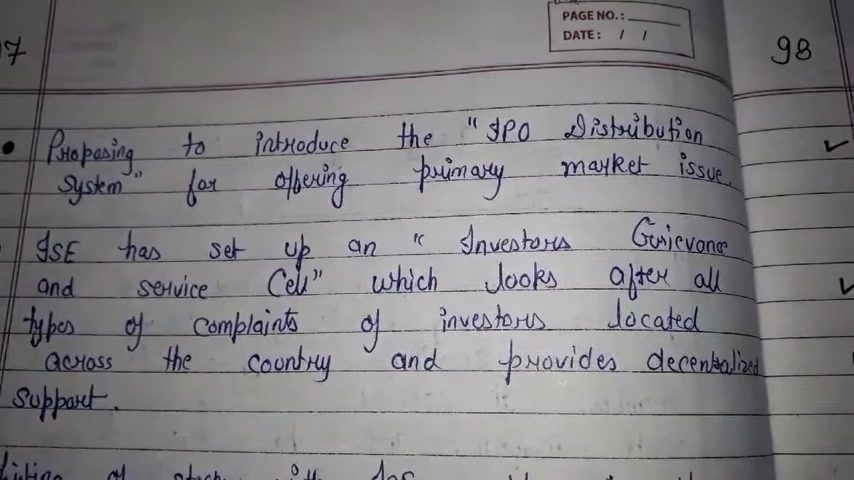 PAGE NO.:
DATE: / /
98
7
• Proposing to introduce the "IPO Distribution
System" for offering primary market issue.
ISE has set up an "Investors Grievance
and service Cell" which looks after all
types of complaints of investors located
across the country and provides decentralized
support.
of